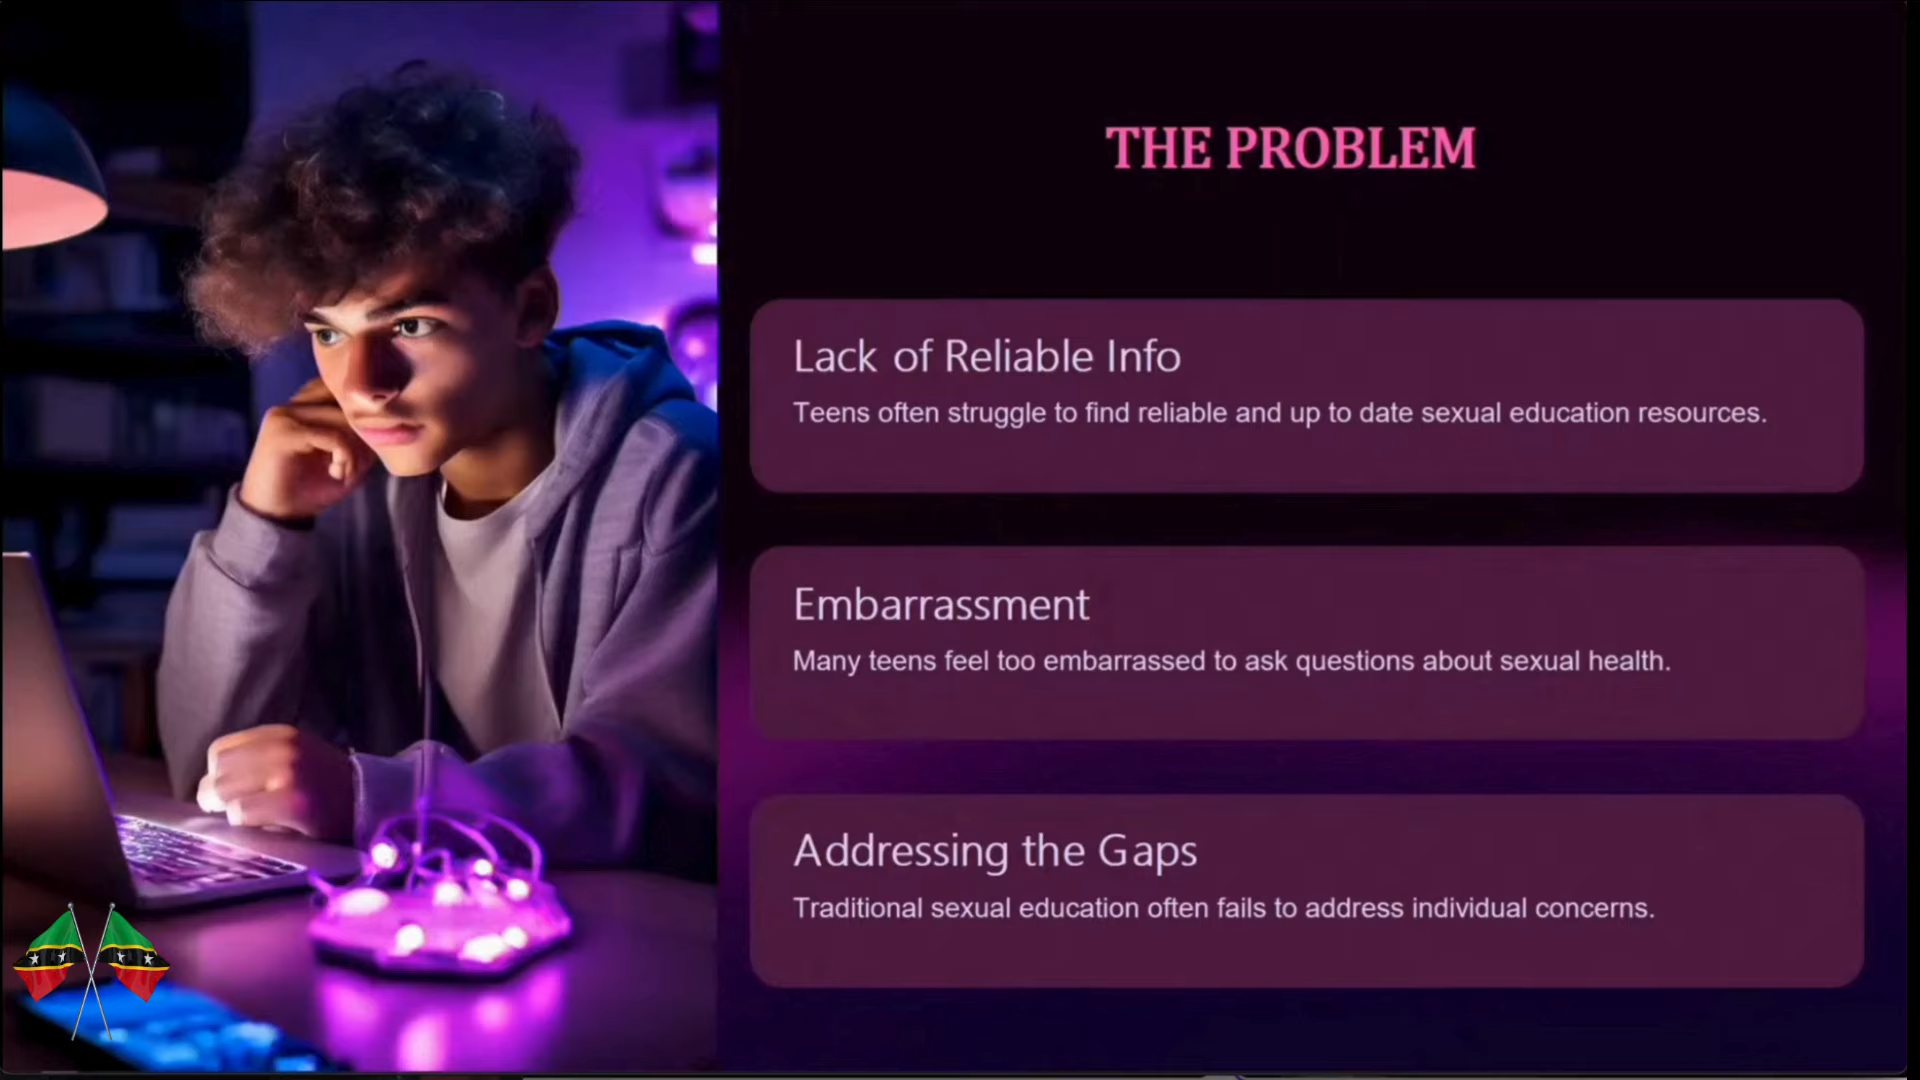 THE PROBLEM
Lack of Reliable Info
Teens often struggle to find reliable and up to date sexual education resources.
Embarrassment
Many teens feel too embarrassed to ask questions about sexual health.
Addressing the Gaps
Traditional sexual education often fails to address individual concerns.